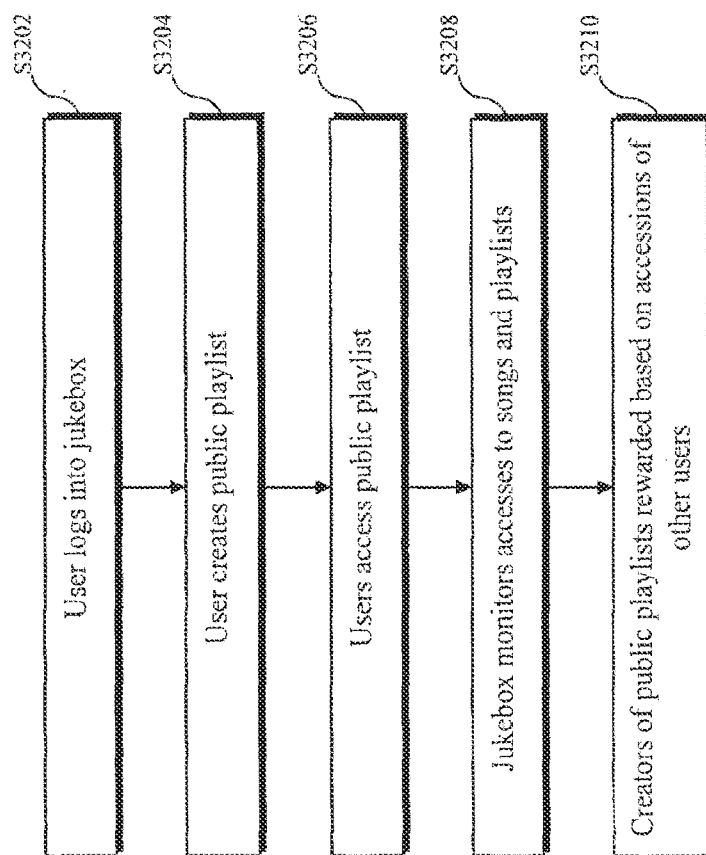 User logs into jukebox
S3202
User creates public playlist
S3204
Users access public playlist
S3206
Jukebox monitors accesses to songs and playlists
S3208
Creators of public playlists rewarded based on accessions of
other users
S3210